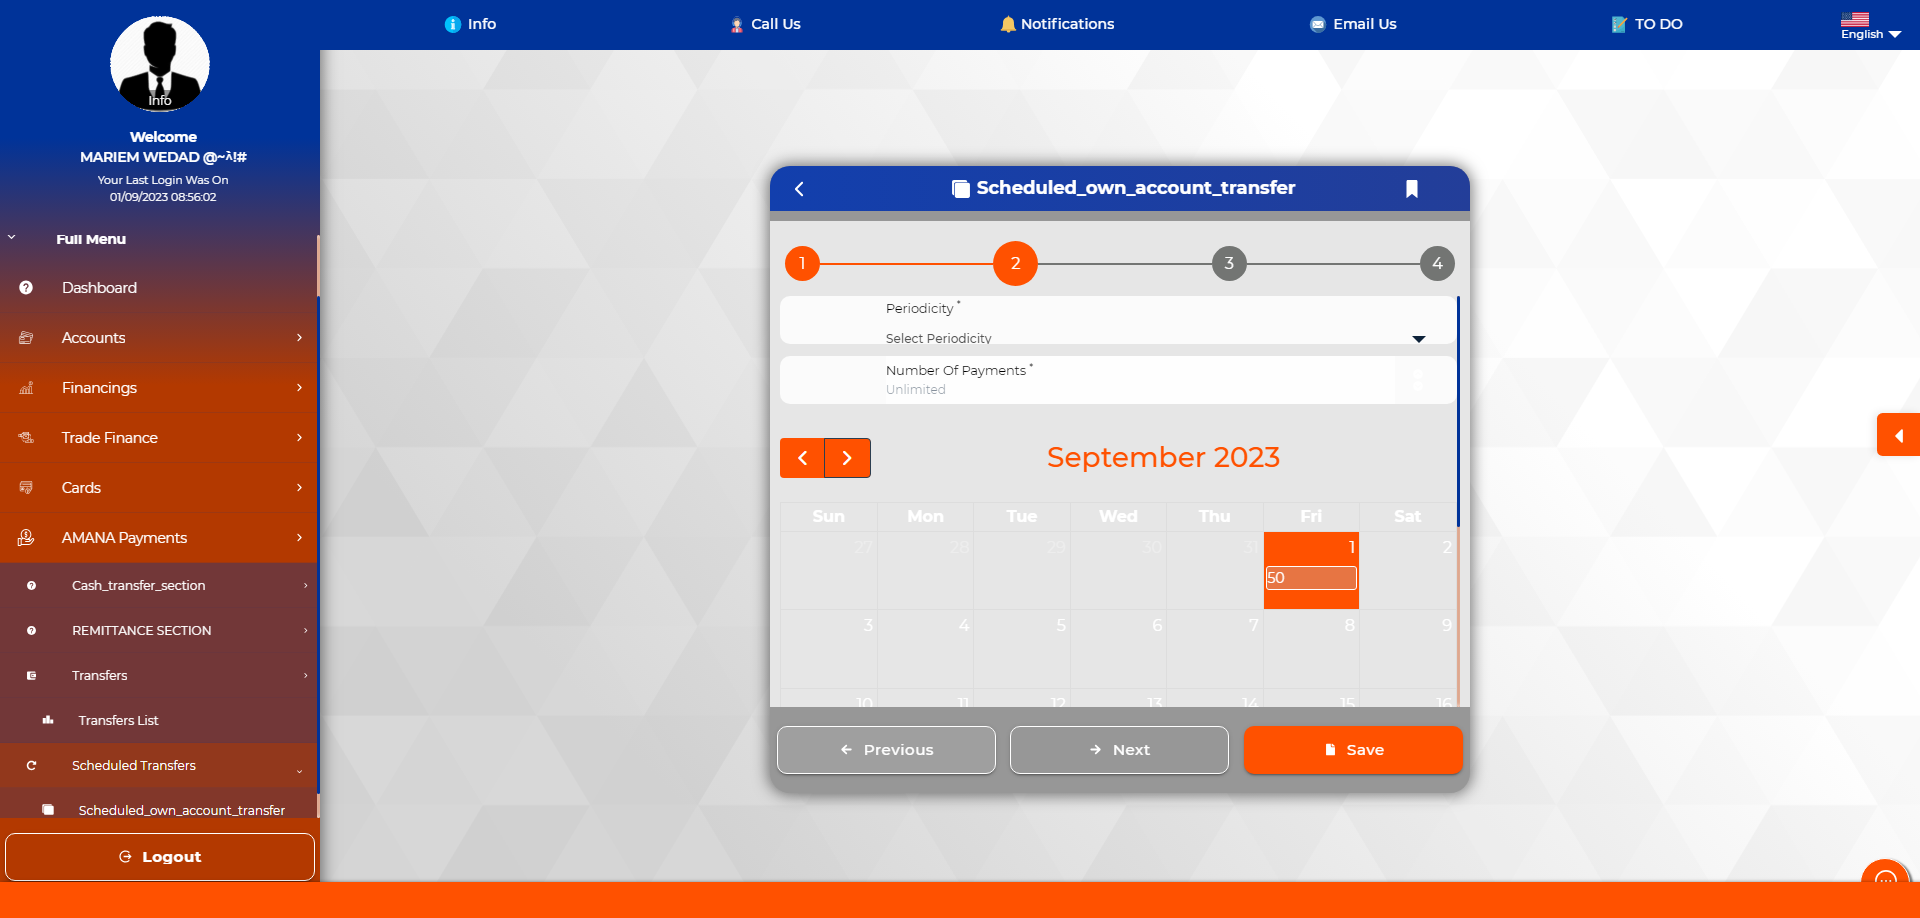 Info
Call Us
Notifications
Email Us
TO DO
English
Info
Welcome
MARIEM WEDAD @~λ!#
Your Last Login Was On
01/09/2023 08:56:02
Full Menu
Dashboard
Accounts
Financings
Trade Finance
Cards
AMANA Payments
Cash_transfer_section
REMITTANCE SECTION
Transfers
Transfers List
Scheduled Transfers
Scheduled_own_account_transfer
Logout
Scheduled_own_account_transfer
1 2 3 4
Periodicity *
Select Periodicity
Number Of Payments *
Unlimited
September 2023
Sun Mon Tue Wed Thu Fri Sat
27 28 29 30 31 1 2
50
3 4 5 6 7 8 9
10 11 12 13 14 15 16
Previous
Next
Save